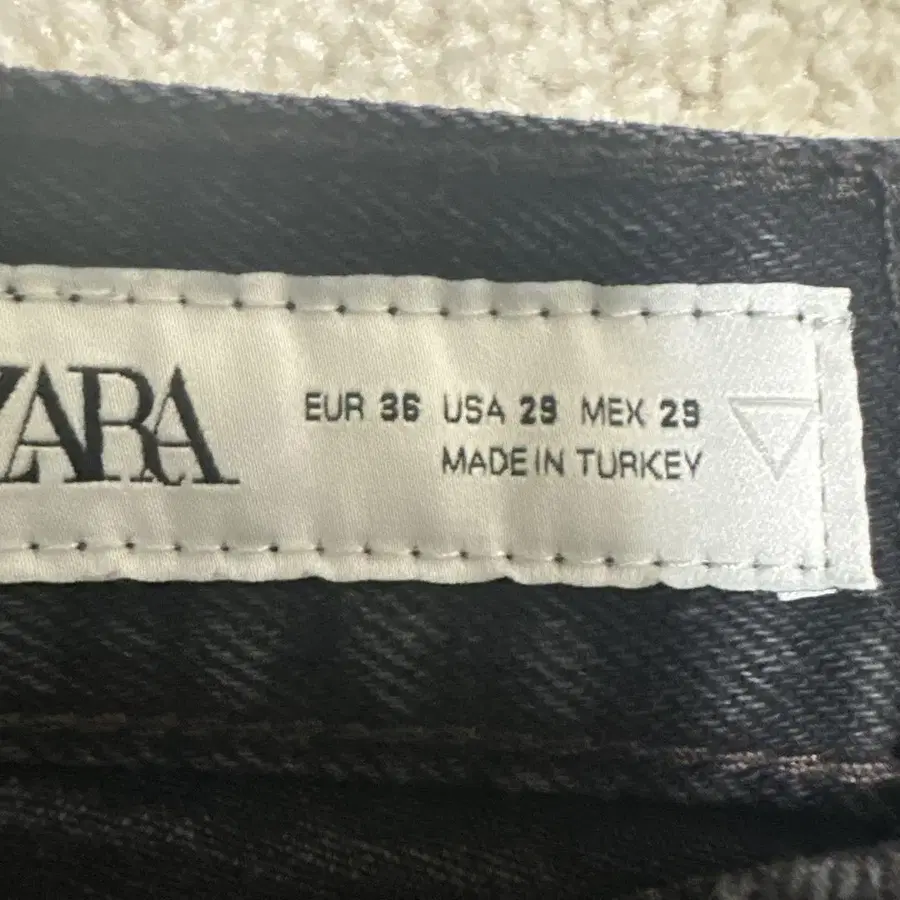 ZARA
EUR 36 USA 29 MEX 29
MADE IN TURKEY